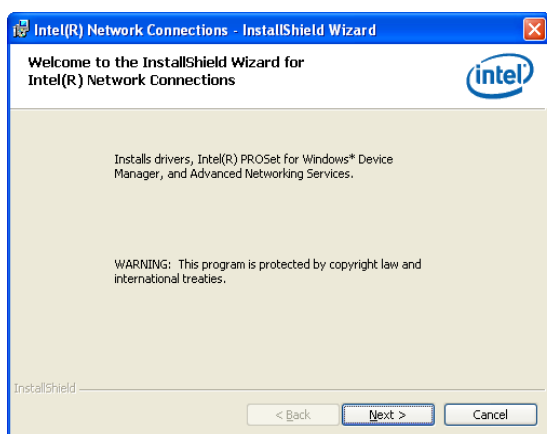 Intel(R) Network Connections - InstallShield Wizard
Welcome to the InstallShield Wizard for
Intel(R) Network Connections
intel
Installs drivers, Intel(R) PROSet for Windows* Device
Manager, and Advanced Networking Services.
WARNING: This program is protected by copyright law and
international treaties.
InstallShield
< Back Next > Cancel